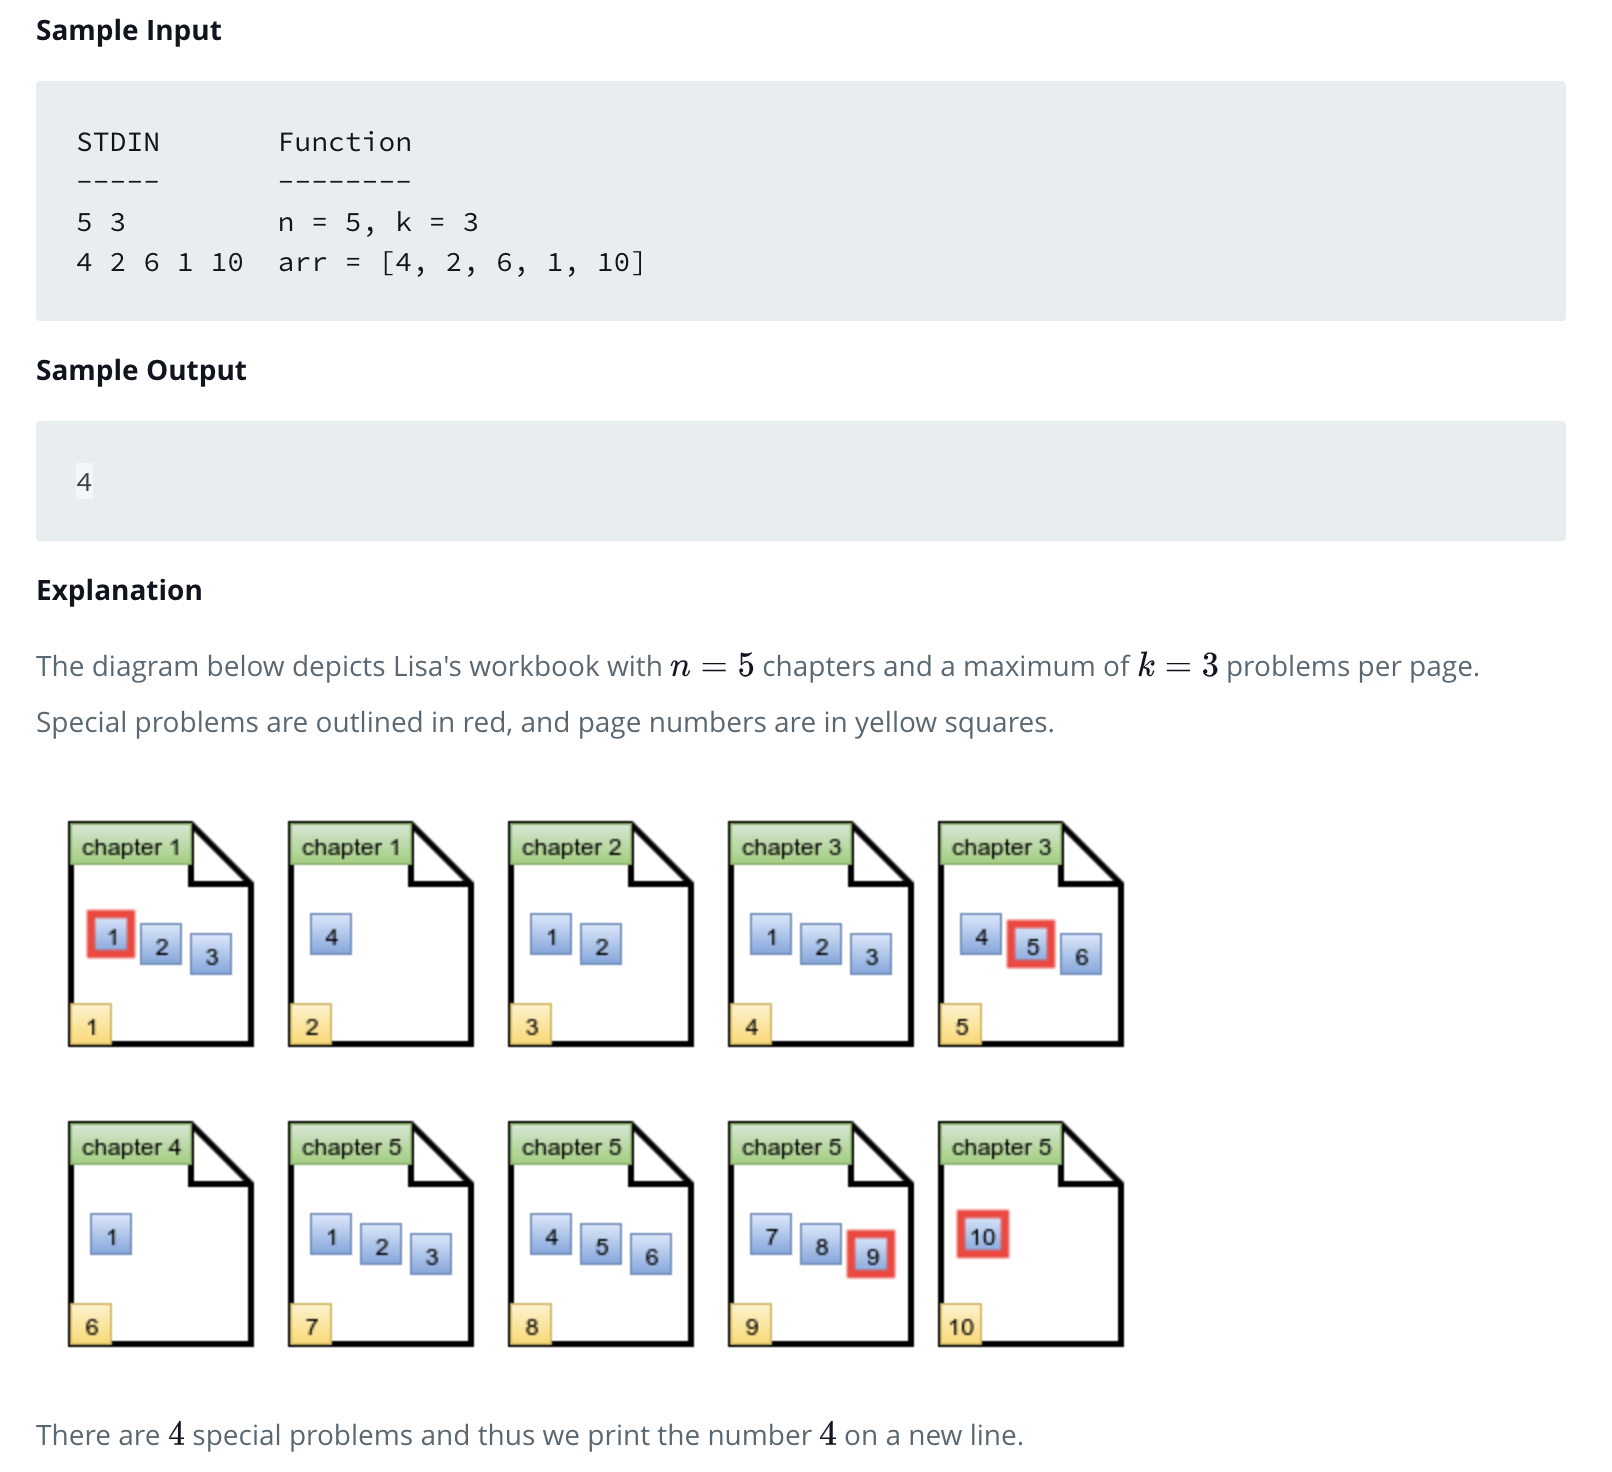 Sample Input
STDIN Function
----- --------
5 3 n = 5, k = 3
4 2 6 1 10 arr = [4, 2, 6, 1, 10]
Sample Output
4
Explanation
The diagram below depicts Lisa's workbook with n = 5 chapters and a maximum of k = 3 problems per page.
Special problems are outlined in red, and page numbers are in yellow squares.
chapter 1 chapter 1 chapter 2 chapter 3 chapter 3
1 2 3 4 1 2 1 2 3 4 5 6
1 2 3 4 5
chapter 4 chapter 5 chapter 5 chapter 5 chapter 5
1 1 2 3 4 5 6 7 8 9 10
6 7 8 9 10
There are 4 special problems and thus we print the number 4 on a new line.